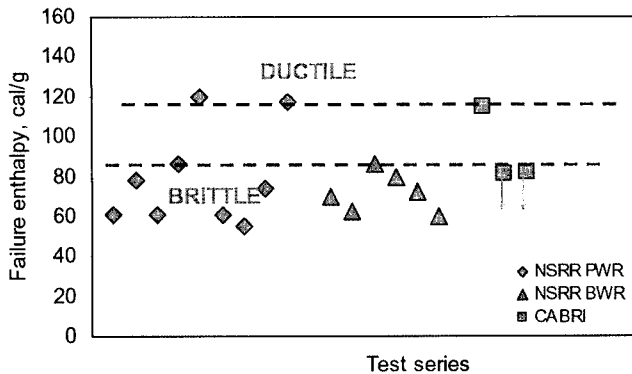 160
140
120
100
80
60
40
20
0
Failure enthalpy, cal/g
DUCTILE
BRITTLE
NSRR PWR
NSRR BWR
CABRI
Test series